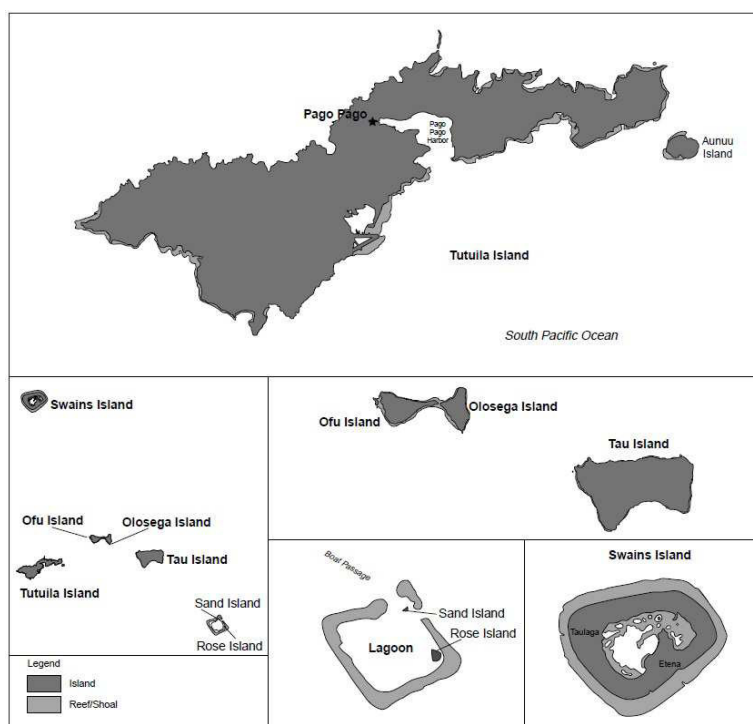 Pago Pago
Pago
Pago
Harbor
Aunuu
Island
Tutuila Island
South Pacific Ocean
Swains Island
Ofu Island
Olosega Island
Tau Island
Tutuila Island
Sand Island
Rose Island
Legend
Island
Reef/Shoal
Ofu Island
Olosega Island
Tau Island
Boat Passage
Sand Island
Rose Island
Lagoon
Swains Island
Taulaga
Etena